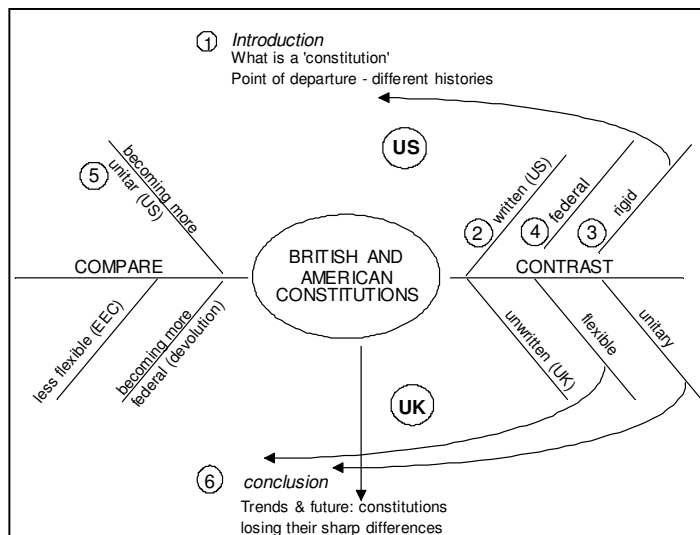 1 Introduction
What is a 'constitution'
Point of departure - different histories
US
5
becoming more
unitar (US)
2 written (US)
4 federal
3 rigid
COMPARE
BRITISH AND
AMERICAN
CONSTITUTIONS
CONTRAST
less flexible (EEC)
becoming more
federal (devolution)
unwritten (UK)
flexible
unitary
UK
6 conclusion
Trends & future: constitutions
losing their sharp differences